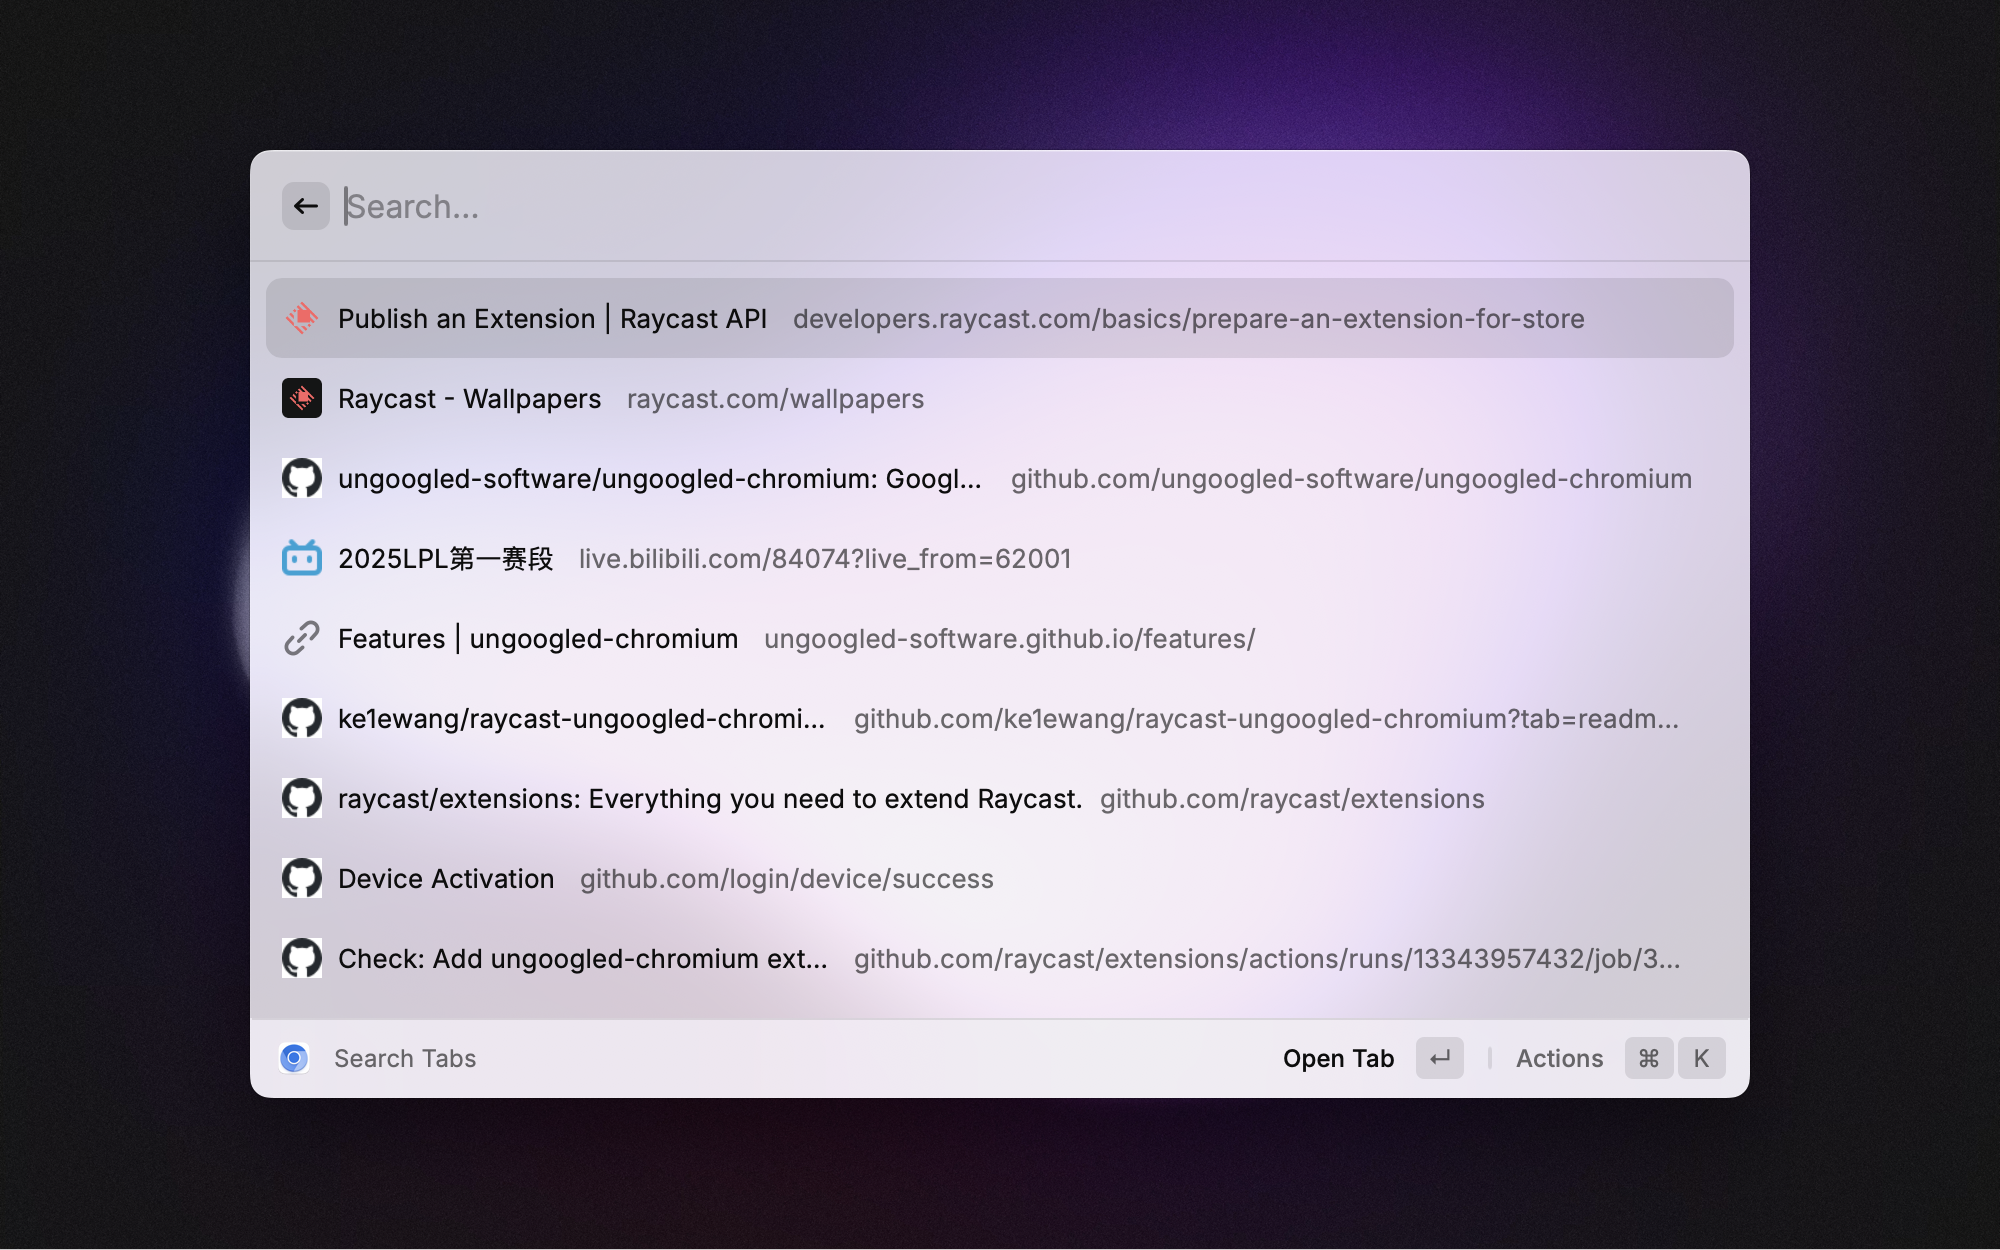 Search...
Publish an Extension | Raycast API developers.raycast.com/basics/prepare-an-extension-for-store
Raycast - Wallpapers raycast.com/wallpapers
ungoogled-software/ungoogled-chromium: Googl... github.com/ungoogled-software/ungoogled-chromium
2025LPL第一赛段 live.bilibili.com/84074?live_from=62001
Features | ungoogled-chromium ungoogled-software.github.io/features/
ke1ewang/raycast-ungoogled-chromi... github.com/ke1ewang/raycast-ungoogled-chromium?tab=readm...
raycast/extensions: Everything you need to extend Raycast. github.com/raycast/extensions
Device Activation github.com/login/device/success
Check: Add ungoogled-chromium ext... github.com/raycast/extensions/actions/runs/13343957432/job/3...
Search Tabs Open Tab ↵ Actions ⌘ K